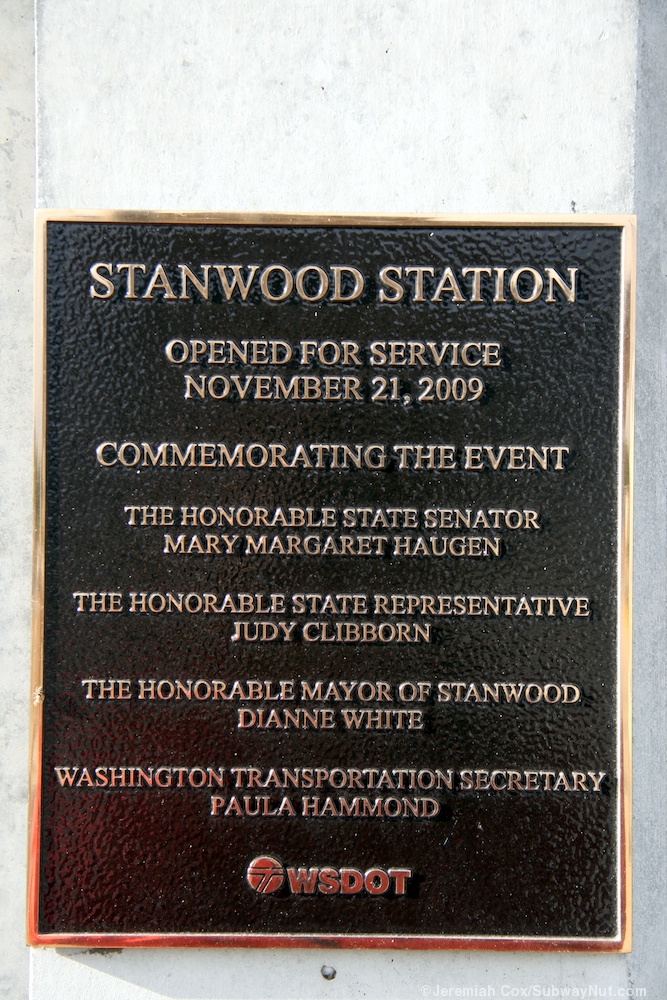 STANWOOD STATION
OPENED FOR SERVICE
NOVEMBER 21, 2009
COMMEMORATING THE EVENT
THE HONORABLE STATE SENATOR
MARY MARGARET HAUGEN
THE HONORABLE STATE REPRESENTATIVE
JUDY CLIBBORN
THE HONORABLE MAYOR OF STANWOOD
DIANNE WHITE
WASHINGTON TRANSPORTATION SECRETARY
PAULA HAMMOND
WSDOT
©Jeremiah Cox/SubwayNut.com